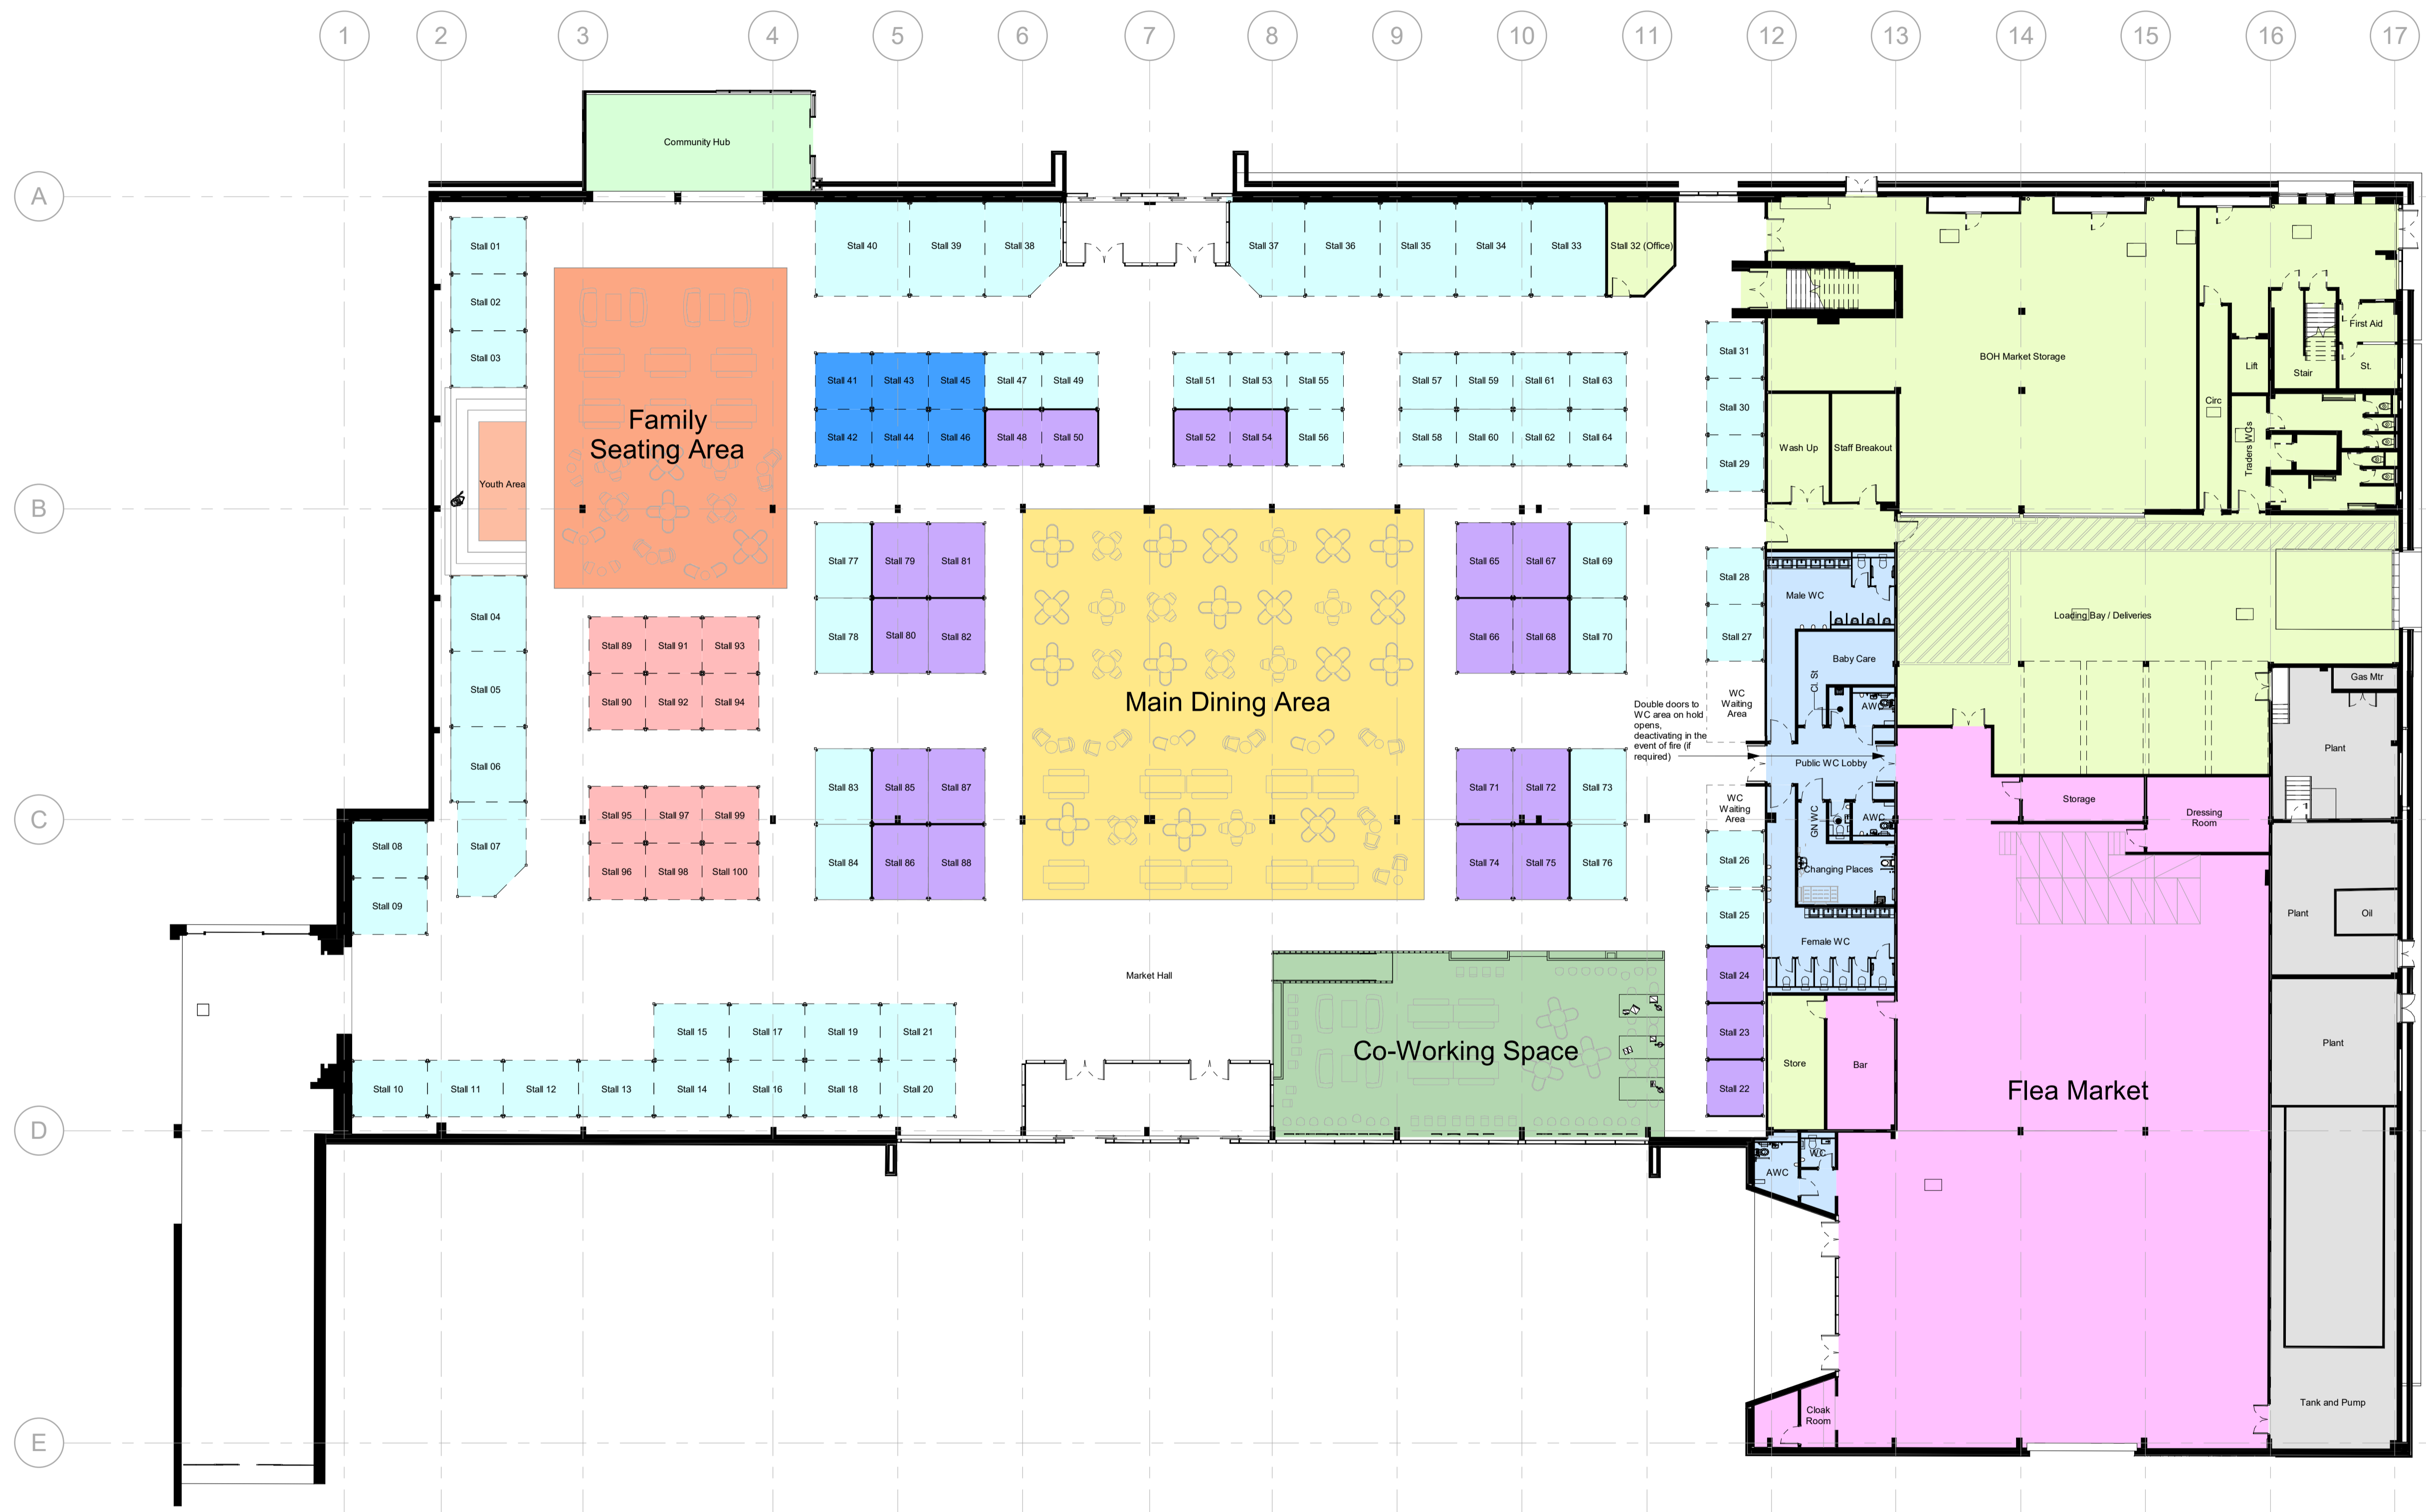 1 2 3 4 5 6 7 8 9 10 11 12 13 14 15 16 17
Community Hub
A
Stall 01
Stall 40
Stall 39
Stall 38
Stall 37
Stall 36
Stall 35
Stall 34
Stall 33
Stall 32 (Office)
Stall 02
Stall 03
First Aid
Stall 31
BOH Market Storage
Lift
Stair
St.
Stall 41
Stall 43
Stall 45
Stall 47
Stall 49
Stall 51
Stall 53
Stall 55
Stall 57
Stall 59
Stall 61
Stall 63
Circ
Family
Seating Area
Stall 30
Stall 42
Stall 44
Stall 46
Stall 48
Stall 50
Stall 52
Stall 54
Stall 56
Stall 58
Stall 60
Stall 62
Stall 64
Wash Up
Staff Breakout
Traders WCs
Stall 29
Youth Area
B
Stall 77
Stall 79
Stall 81
Stall 65
Stall 67
Stall 69
Stall 28
Male WC
Stall 04
Loading Bay / Deliveries
Stall 78
Stall 80
Stall 82
Stall 66
Stall 68
Stall 70
Stall 27
Stall 89
Stall 91
Stall 93
Baby Care
Cl. St
Gas Mtr
Stall 05
Stall 90
Stall 92
Stall 94
Main Dining Area
WC
Waiting
Area
AWC
Double doors to
WC area on hold
opens,
deactivating in the
event of fire (if
required)
Plant
Stall 06
Public WC Lobby
Stall 83
Stall 85
Stall 87
Stall 71
Stall 72
Stall 73
WC
Waiting
Area
Storage
Dressing
Room
C
Stall 95
Stall 97
Stall 99
GN WC
AWC
Stall 08
Stall 07
Stall 84
Stall 86
Stall 88
Stall 74
Stall 75
Stall 76
Stall 26
Stall 96
Stall 98
Stall 100
Changing Places
Stall 09
Stall 25
Plant
Oil
Female WC
Market Hall
Stall 24
Stall 15
Stall 17
Stall 19
Stall 21
Stall 23
Co-Working Space
Plant
Store
Bar
Stall 10
Stall 11
Stall 12
Stall 13
Stall 14
Stall 16
Stall 18
Stall 20
Stall 22
Flea Market
D
WC
AWC
Tank and Pump
Cloak
Room
E